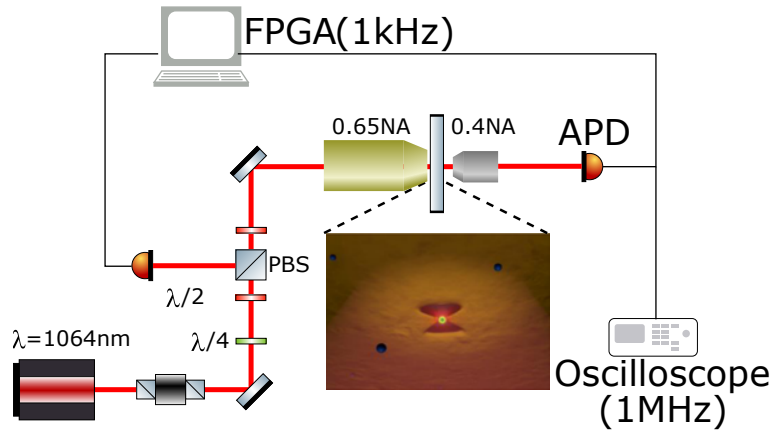 FPGA(1kHz)
0.65NA
0.4NA
APD
PBS
λ/2
λ/4
λ=1064nm
Oscilloscope
(1MHz)